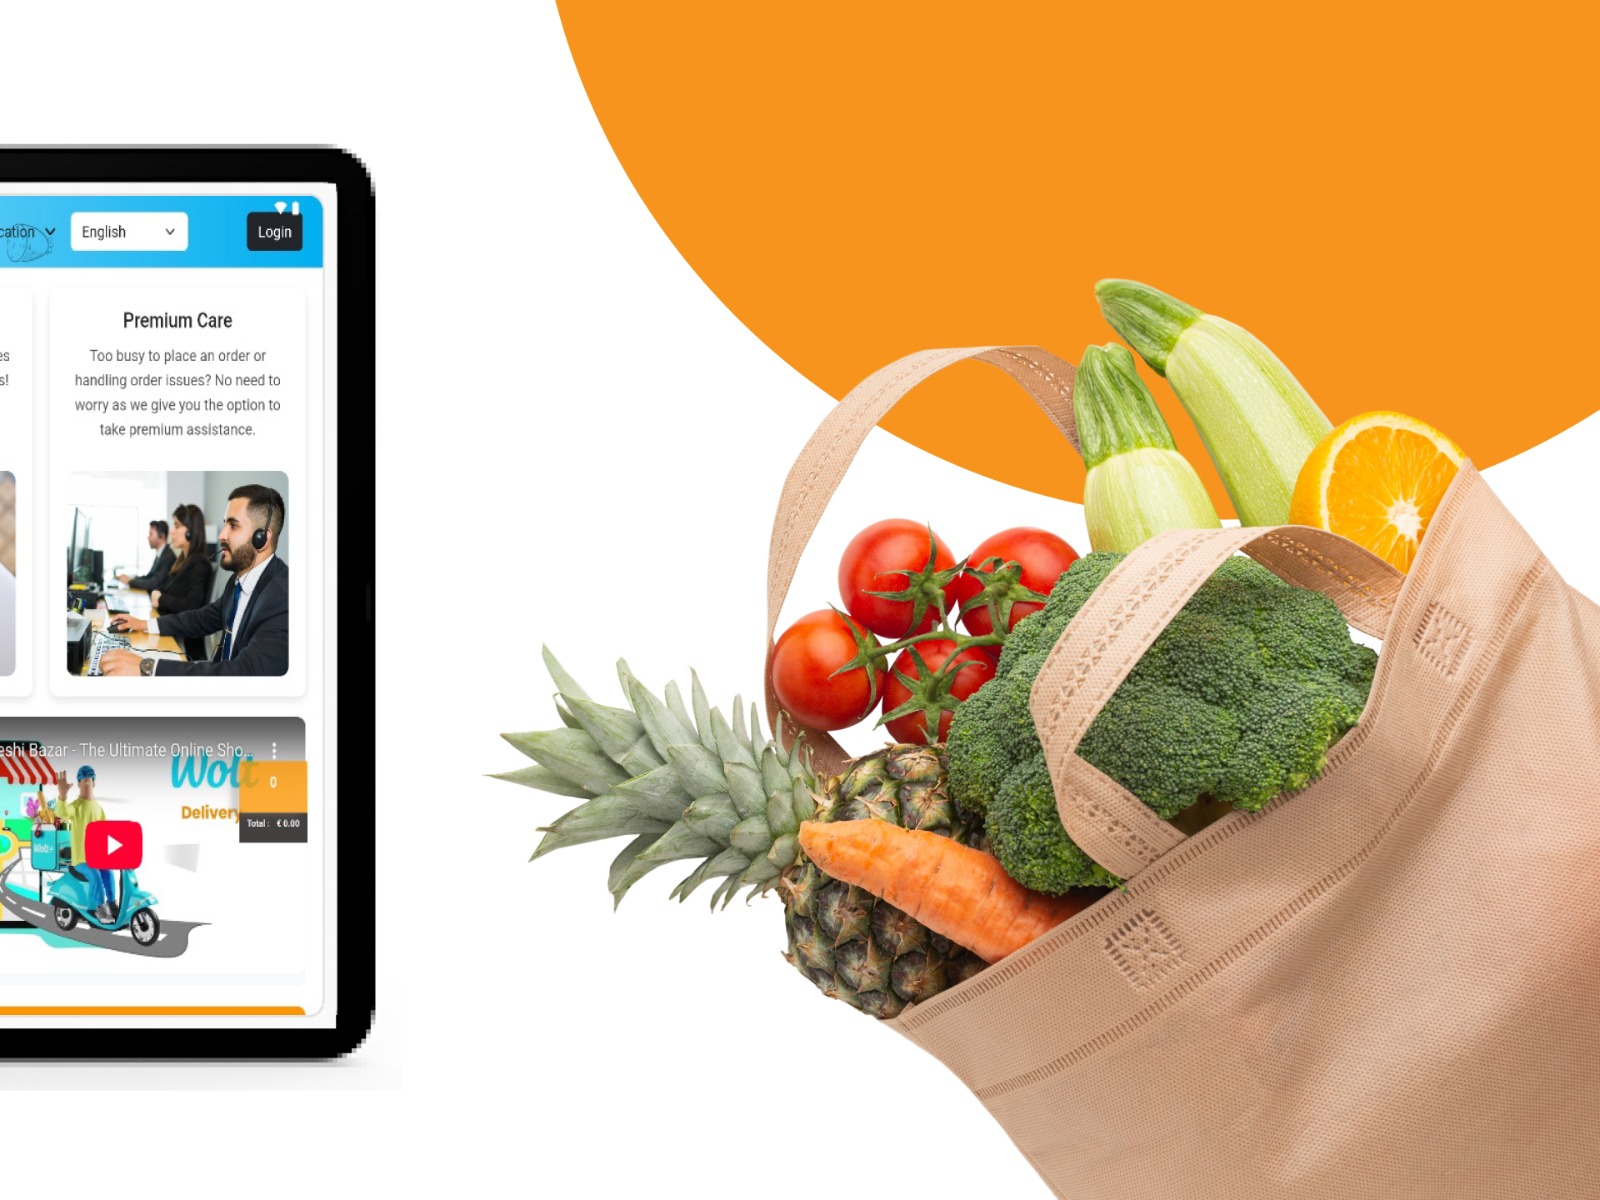 cation
English
Login
es
s!
Premium Care
Too busy to place an order or
handling order issues? No need to
worry as we give you the option to
take premium assistance.
eshi Bazar - The Ultimate Online Sho...
Wolt
Delivery
0
Total : € 0.00
Wolt+